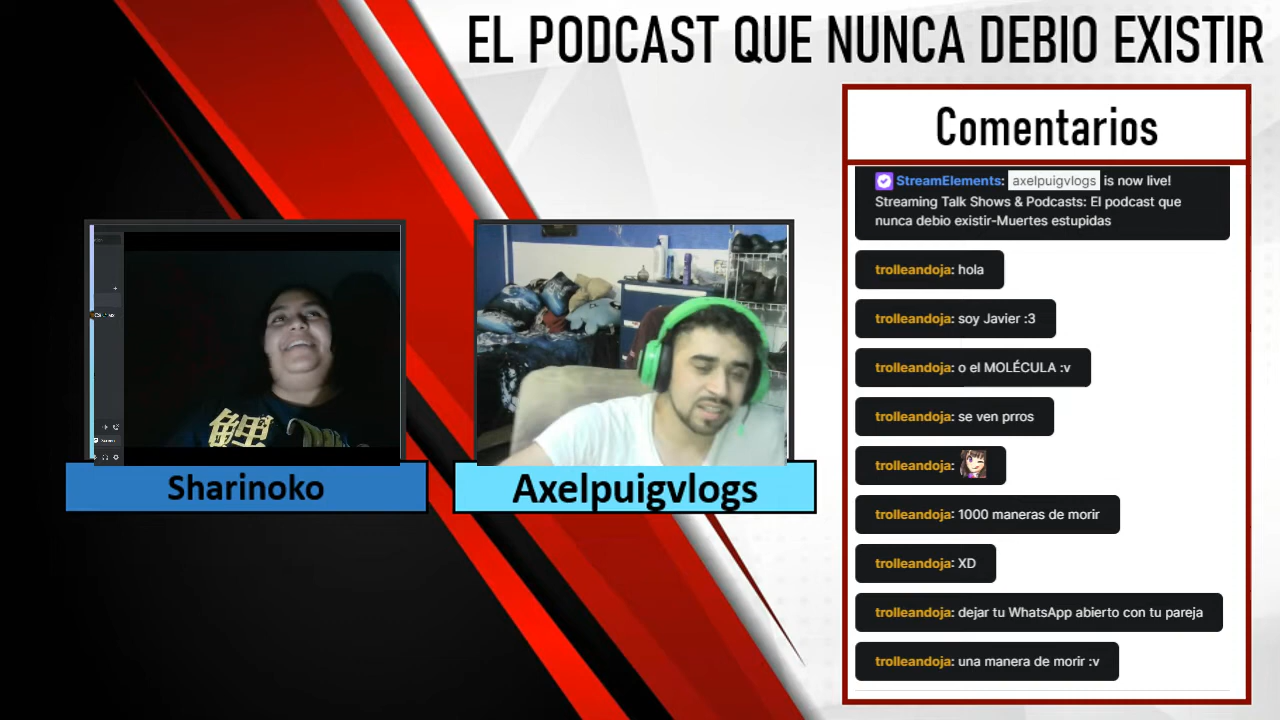 EL PODCAST QUE NUNCA DEBIO EXISTIR
Comentarios
StreamElements: axelpuigvlogs is now live!
Streaming Talk Shows & Podcasts: El podcast que
nunca debio existir-Muertes estupidas
trolleandoja: hola
trolleandoja: soy Javier :3
trolleandoja: o el MOLÉCULA :v
trolleandoja: se ven prros
trolleandoja:
trolleandoja: 1000 maneras de morir
trolleandoja: XD
trolleandoja: dejar tu WhatsApp abierto con tu pareja
trolleandoja: una manera de morir :v
鯉
Sharinoko
Axelpuigvlogs